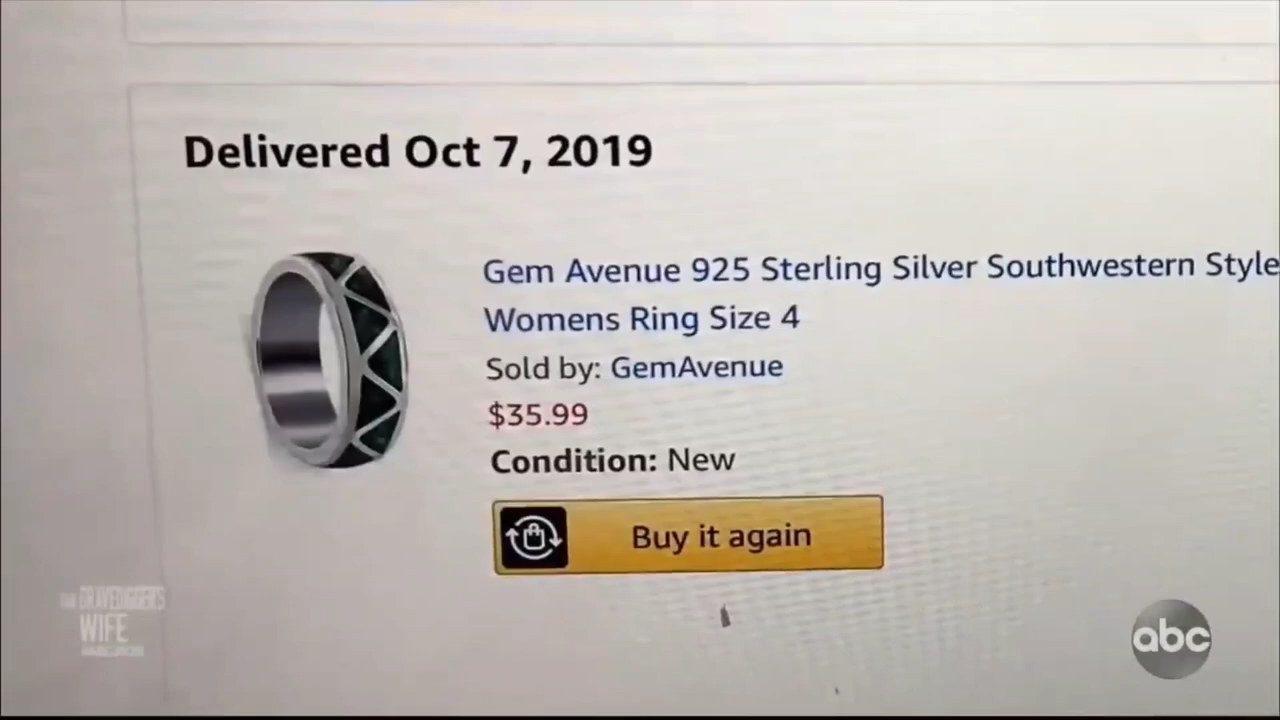 Delivered Oct 7, 2019
Gem Avenue 925 Sterling Silver Southwestern Style
Womens Ring Size 4
Sold by: GemAvenue
$35.99
Condition: New
Buy it again
THE GRAVEDIGGER'S
WIFE
abc